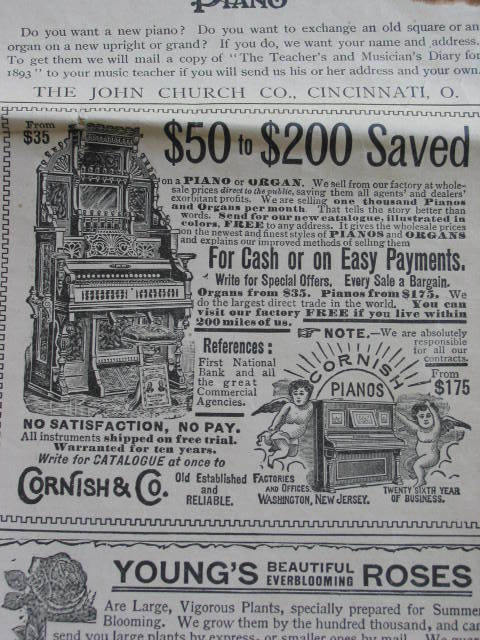 PIANO
Do you want a new piano? Do you want to exchange an old square or an
organ on a new upright or grand? If you do, we want your name and address.
To get them we will mail a copy of "The Teacher's and Musician's Diary for
1893" to your music teacher if you will send us his or her address and your own.
THE JOHN CHURCH CO., CINCINNATI, O.
From
$35
$50 to $200 Saved
on a PIANO or ORGAN. We sell from our factory at whole-
sale prices direct to the public, saving them all agents' and dealers'
exorbitant profits. We are selling one thousand Pianos
and Organs per month. That tells the story better than
words. Send for our new catalogue, illustrated in
colors, FREE to any address. It gives the wholesale prices
on the newest and finest styles of PIANOS and ORGANS
and explains our improved methods of selling them
For Cash or on Easy Payments.
Write for Special Offers. Every Sale a Bargain.
Organs from $35. Pianos from $175. We
do the largest direct trade in the world. You can
visit our factory FREE if you live within
200 miles of us.
References:
First National
Bank and all
the great
Commercial
Agencies.
NOTE.—We are absolutely
responsible
for all our
contracts.
From
$175
CORNISH
PIANOS
NO SATISFACTION, NO PAY.
All instruments shipped on free trial.
Warranted for ten years.
Write for CATALOGUE at once to
CORNISH & CO.
Old Established
and
RELIABLE.
FACTORIES
AND OFFICES
WASHINGTON, NEW JERSEY.
TWENTY SIXTH YEAR
OF BUSINESS.
YOUNG'S BEAUTIFUL EVERBLOOMING ROSES
Are Large, Vigorous Plants, specially prepared for Summer
Blooming. We grow them by the hundred thousand, and can
send you large plants by express, or smaller ones by mail.